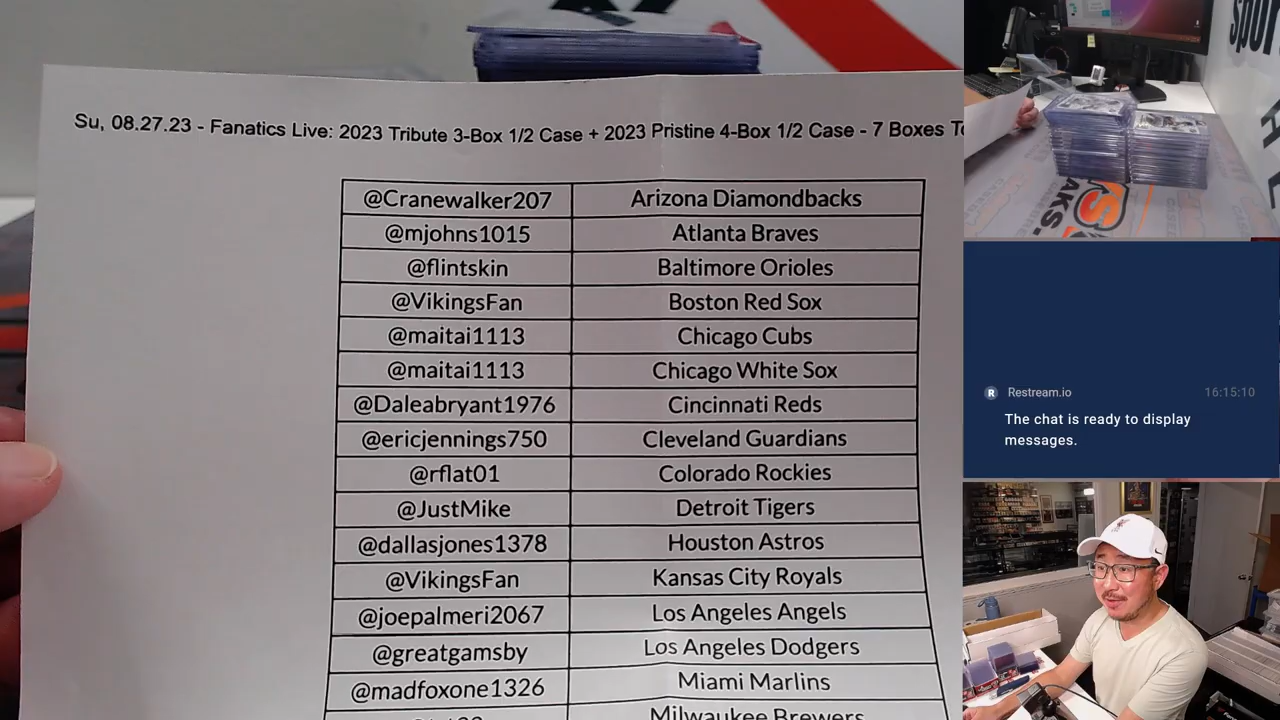 Su, 08.27.23 - Fanatics Live: 2023 Tribute 3-Box 1/2 Case + 2023 Pristine 4-Box 1/2 Case - 7 Boxes
@Cranewalker207 Arizona Diamondbacks
@mjohns1015 Atlanta Braves
@flintskin Baltimore Orioles
@VikingsFan Boston Red Sox
@maitai1113 Chicago Cubs
@maitai1113 Chicago White Sox
@Daleabryant1976 Cincinnati Reds
@ericjennings750 Cleveland Guardians
@rflat01 Colorado Rockies
@JustMike Detroit Tigers
@dallasjones1378 Houston Astros
@VikingsFan Kansas City Royals
@joepalmeri2067 Los Angeles Angels
@greatgamsby Los Angeles Dodgers
@madfoxone1326 Miami Marlins
Milwaukee Brewers
R Restream.io 16:15:10
The chat is ready to display
messages.